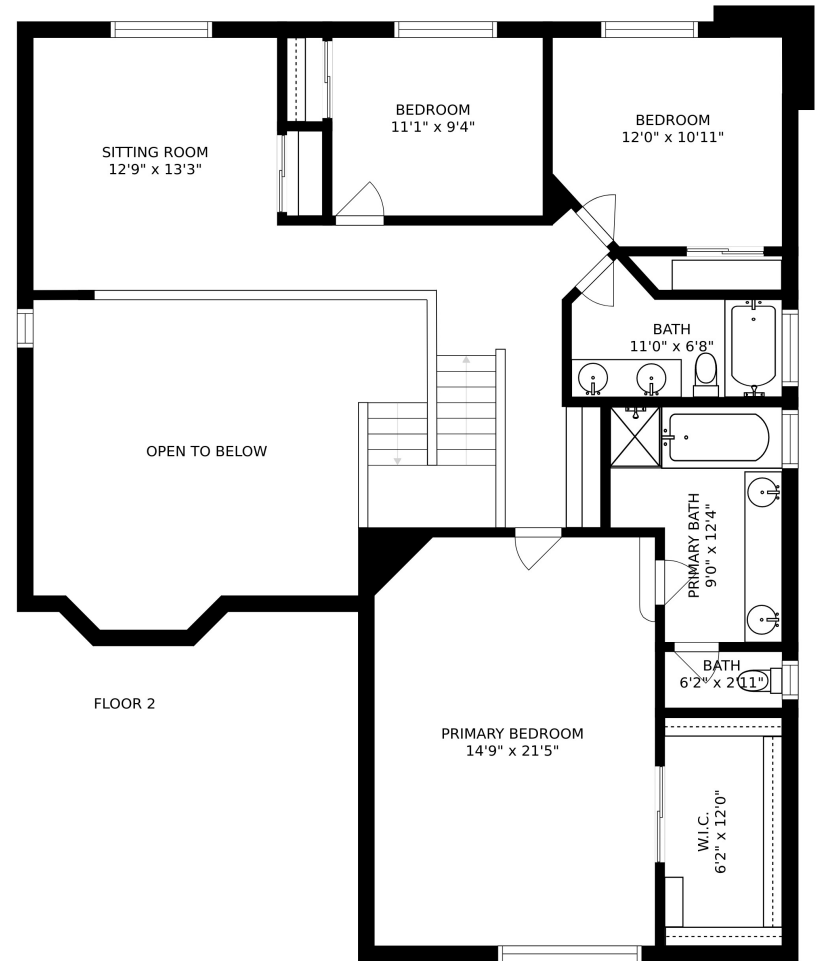 BEDROOM
11'1" x 9'4"
BEDROOM
12'0" x 10'11"
SITTING ROOM
12'9" x 13'3"
BATH
11'0" x 6'8"
OPEN TO BELOW
PRIMARY BATH
9'0" x 12'4"
BATH
6'2" x 2'11"
FLOOR 2
PRIMARY BEDROOM
14'9" x 21'5"
W.I.C.
6'2" x 12'0"